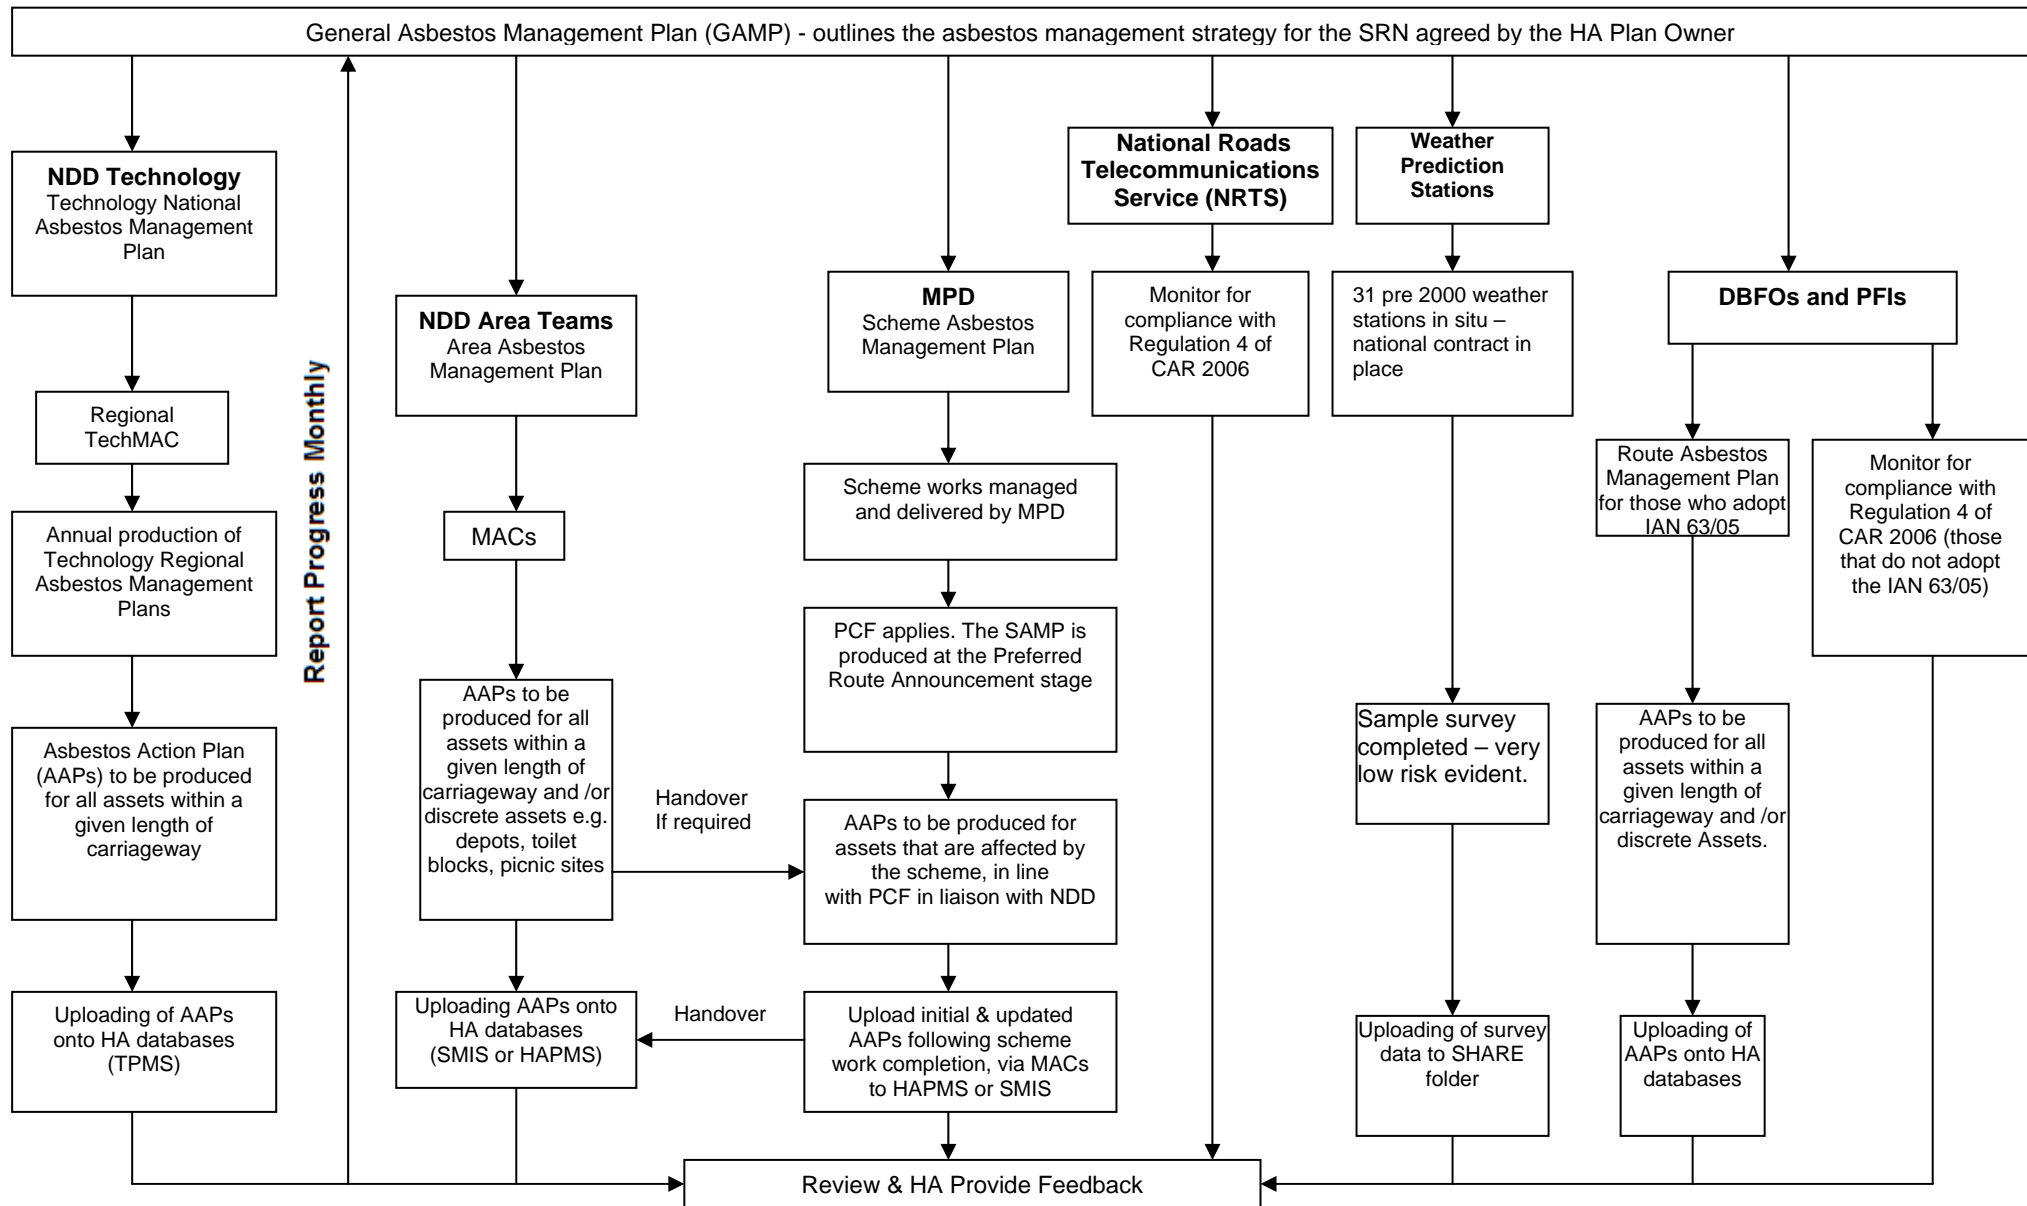 General Asbestos Management Plan (GAMP) - outlines the asbestos management strategy for the SRN agreed by the HA Plan Owner
NDD Technology
Technology National
Asbestos Management
Plan
Regional
TechMAC
Annual production of
Technology Regional
Asbestos Management
Plans
Asbestos Action Plan
(AAPs) to be produced
for all assets within a
given length of
carriageway
Uploading of AAPs
onto HA databases
(TPMS)
Report Progress Monthly
NDD Area Teams
Area Asbestos
Management Plan
MACs
AAPs to be
produced for all
assets within a
given length of
carriageway and /or
discrete assets e.g.
depots, toilet
blocks, picnic sites
Uploading AAPs onto
HA databases
(SMIS or HAPMS)
Handover
If required
Handover
MPD
Scheme Asbestos
Management Plan
Scheme works managed
and delivered by MPD
PCF applies. The SAMP is
produced at the Preferred
Route Announcement stage
AAPs to be produced for
assets that are affected by
the scheme, in line
with PCF in liaison with NDD
Upload initial & updated
AAPs following scheme
work completion, via MACs
to HAPMS or SMIS
National Roads
Telecommunications
Service (NRTS)
Monitor for
compliance with
Regulation 4 of
CAR 2006
Weather
Prediction
Stations
31 pre 2000 weather
stations in situ –
national contract in
place
Sample survey
completed – very
low risk evident.
Uploading of survey
data to SHARE
folder
DBFOs and PFIs
Route Asbestos
Management Plan
for those who adopt
IAN 63/05
AAPs to be
produced for all
assets within a
given length of
carriageway and /or
discrete Assets.
Uploading of
AAPs onto HA
databases
Monitor for
compliance with
Regulation 4 of
CAR 2006 (those
that do not adopt
the IAN 63/05)
Review & HA Provide Feedback